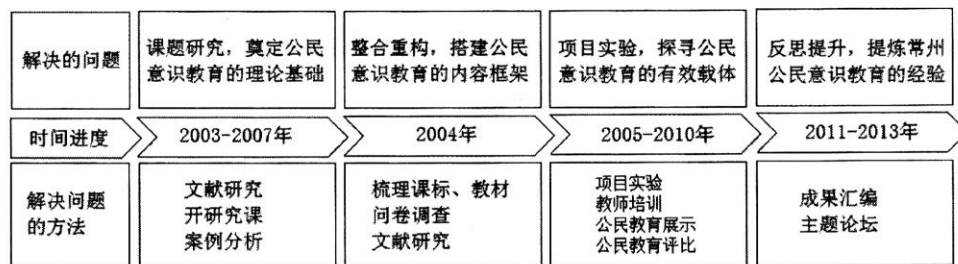 解决的问题
课题研究，奠定公民
意识教育的理论基础
整合重构，搭建公民
意识教育的内容框架
项目实验，探寻公民
意识教育的有效载体
反思提升，提炼常州
公民意识教育的经验
时间进度
2003-2007年
2004年
2005-2010年
2011-2013年
解决问题
的方法
文献研究
开研究课
案例分析
梳理课标、教材
问卷调查
文献研究
项目实验
教师培训
公民教育展示
公民教育评比
成果汇编
主题论坛